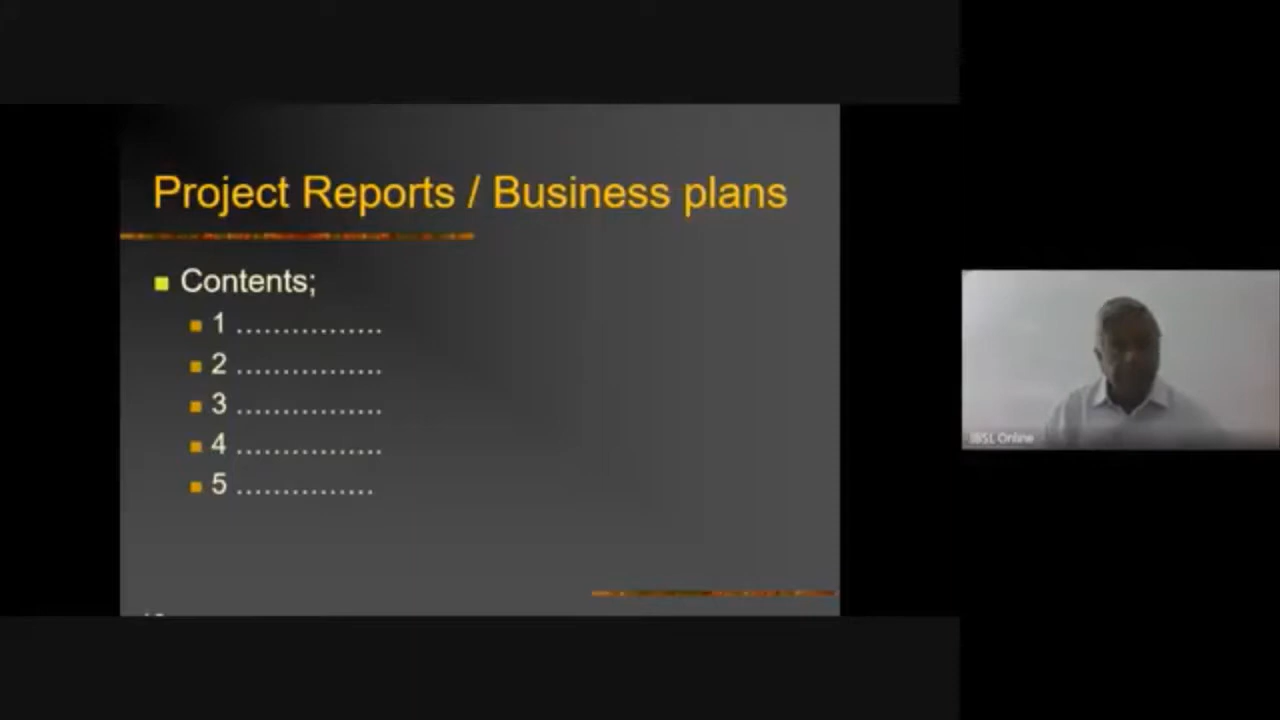 Project Reports / Business plans
Contents;
1 ................
2 ................
3 ................
4 ................
5 ...............
IBSL Online